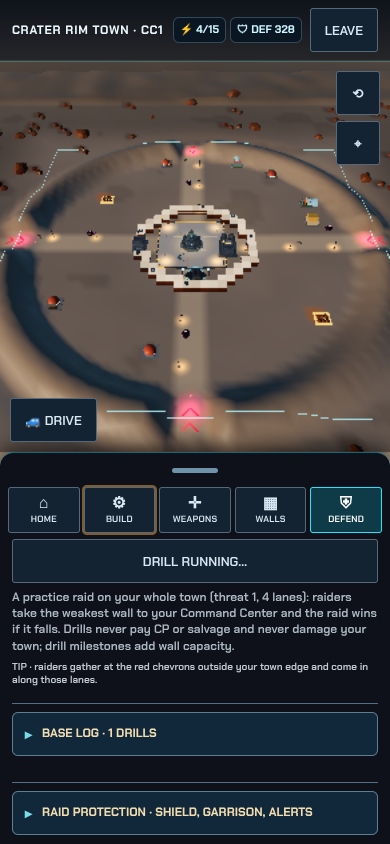 CRATER RIM TOWN · CC1
⚡ 4/15
🛡 DEF 328
LEAVE
⟲
⌖
🚙 DRIVE
HOME
BUILD
WEAPONS
WALLS
DEFEND
DRILL RUNNING...
A practice raid on your whole town (threat 1, 4 lanes): raiders
take the weakest wall to your Command Center and the raid wins
if it falls. Drills never pay CP or salvage and never damage your
town; drill milestones add wall capacity.
TIP · raiders gather at the red chevrons outside your town edge and come in
along those lanes.
▶ BASE LOG · 1 DRILLS
▶ RAID PROTECTION · SHIELD, GARRISON, ALERTS